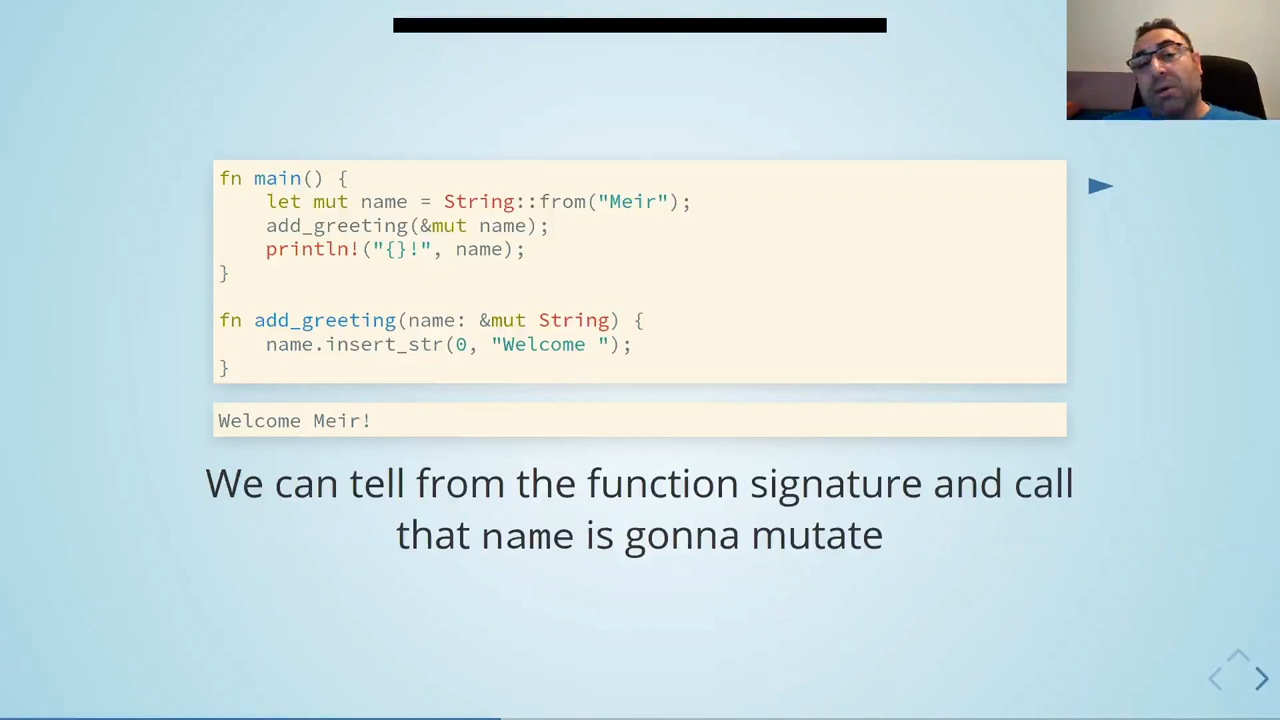 fn main() {
    let mut name = String::from("Meir");
    add_greeting(&mut name);
    println!("{}!", name);
}
fn add_greeting(name: &mut String) {
    name.insert_str(0, "Welcome ");
}
Welcome Meir!
We can tell from the function signature and call
that name is gonna mutate